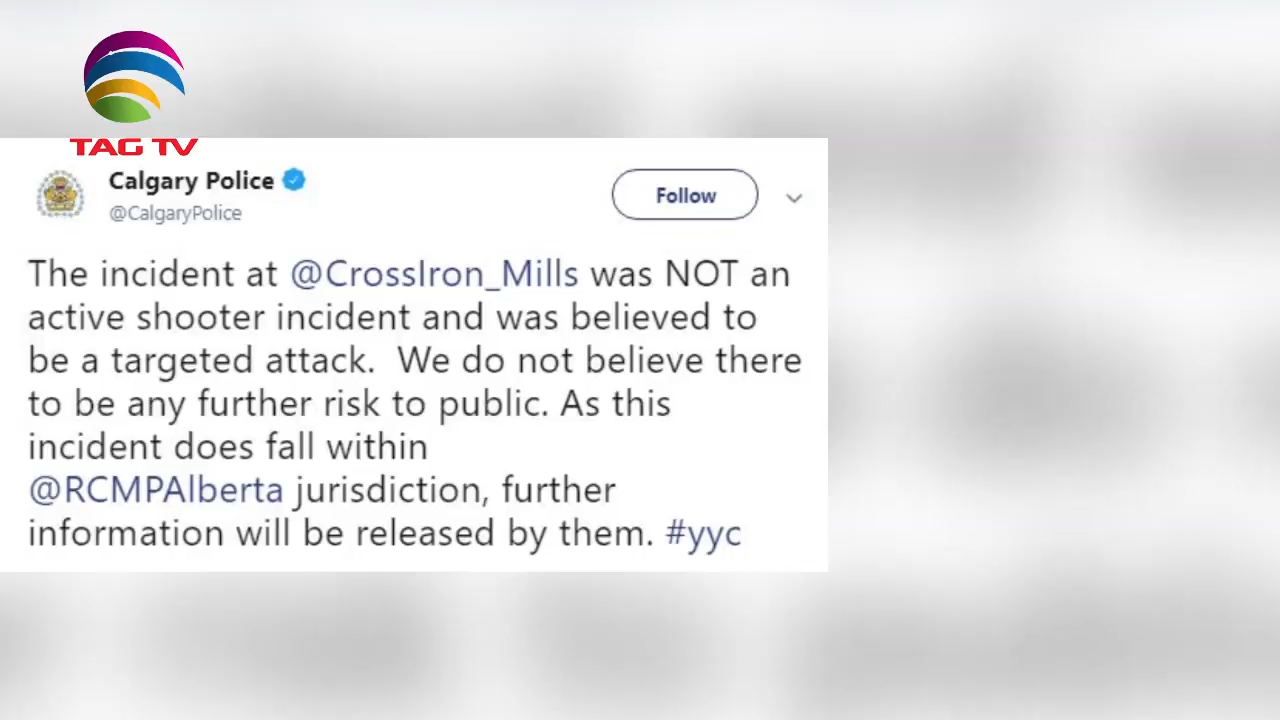 TAG TV
Calgary Police
@CalgaryPolice
Follow
The incident at @CrossIron_Mills was NOT an
active shooter incident and was believed to
be a targeted attack.  We do not believe there
to be any further risk to public. As this
incident does fall within
@RCMPAlberta jurisdiction, further
information will be released by them. #yyc